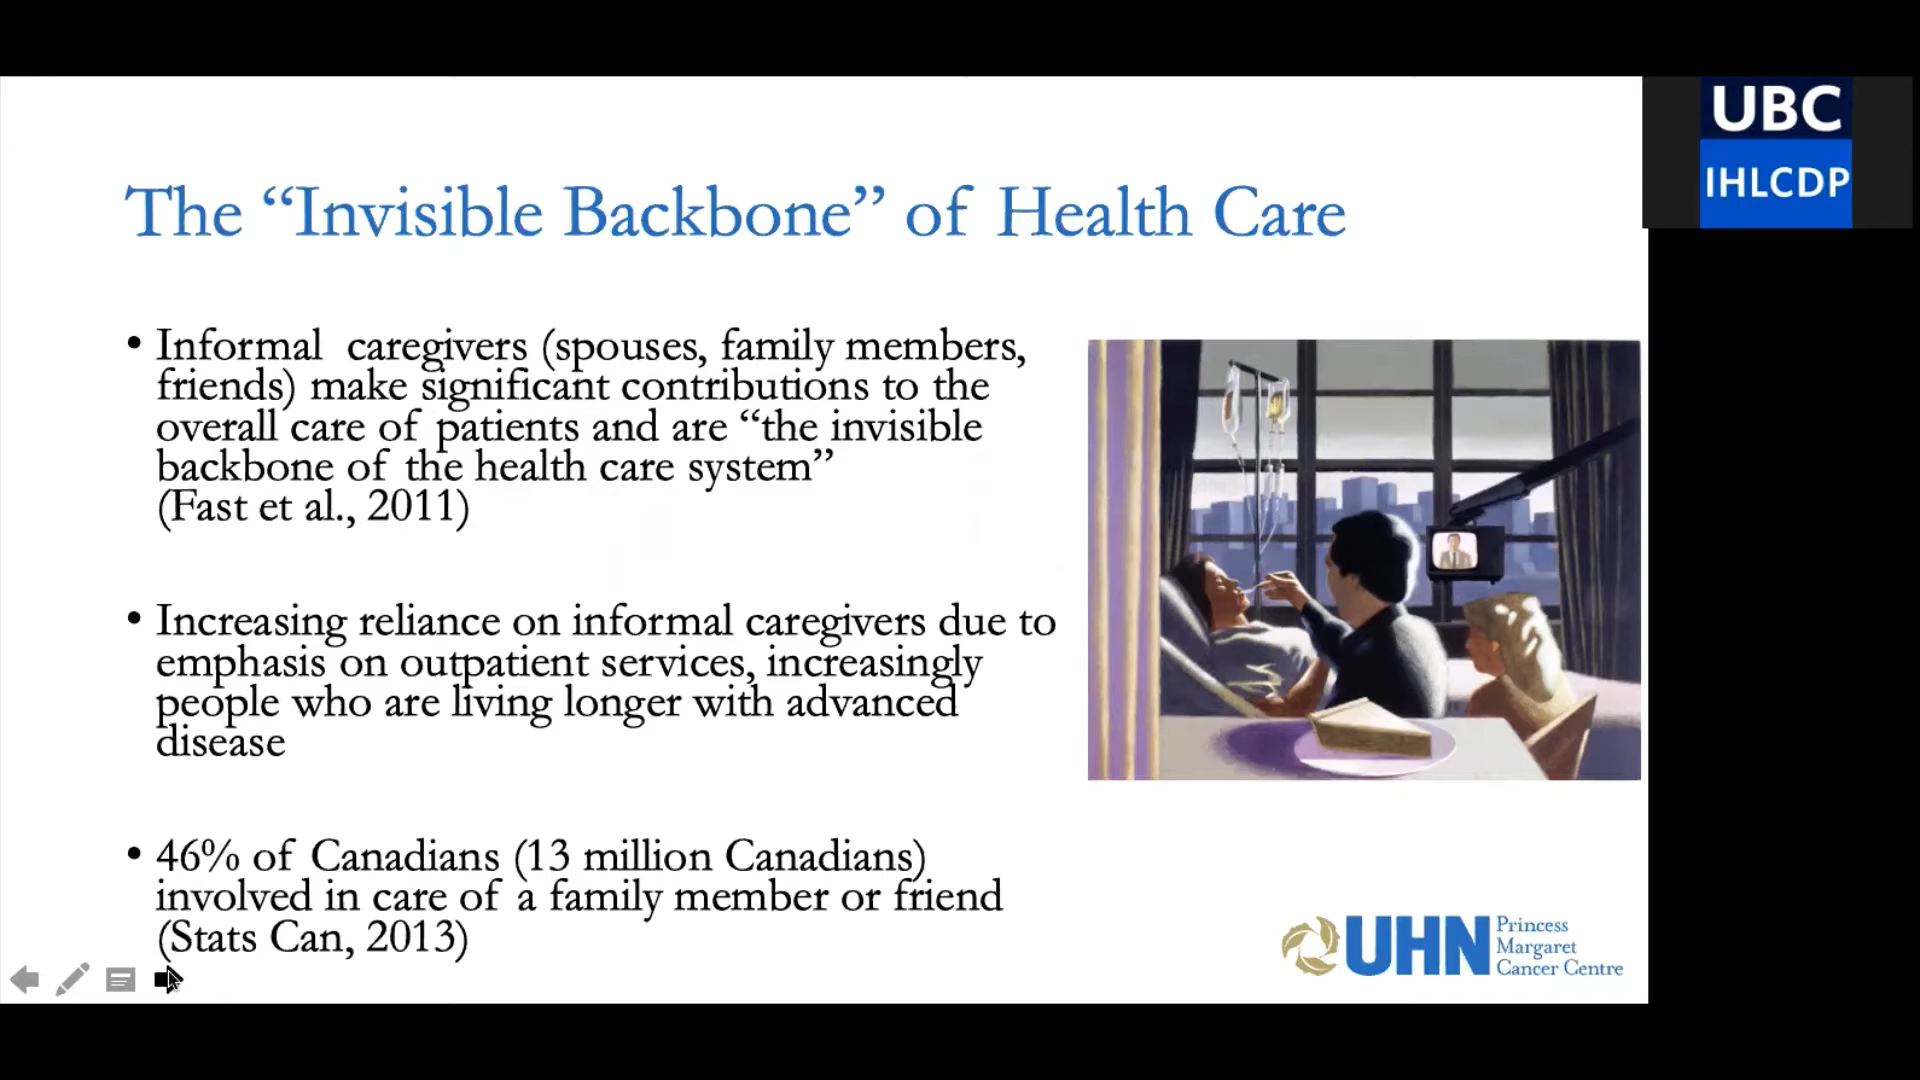 The “Invisible Backbone” of Health Care
• Informal caregivers (spouses, family members,
friends) make significant contributions to the
overall care of patients and are “the invisible
backbone of the health care system”
(Fast et al., 2011)
• Increasing reliance on informal caregivers due to
emphasis on outpatient services, increasingly
people who are living longer with advanced
disease
• 46% of Canadians (13 million Canadians)
involved in care of a family member or friend
(Stats Can, 2013)
UHN
Princess
Margaret
Cancer Centre
UBC
IHLCDP